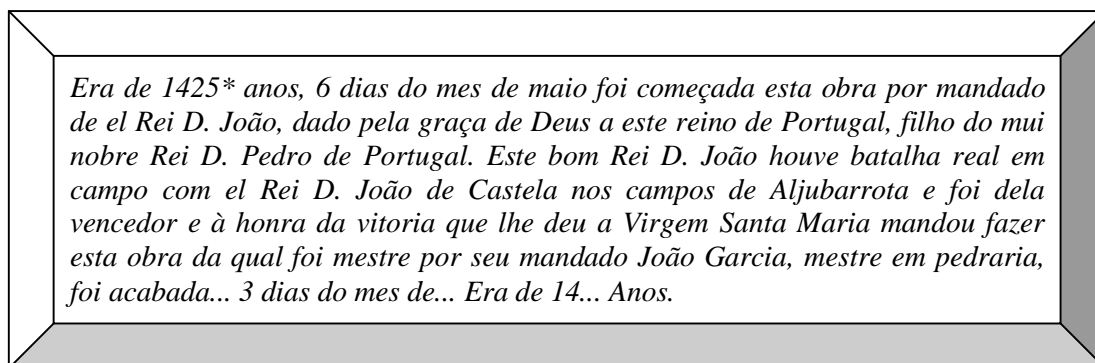 Era de 1425* anos, 6 dias do mes de maio foi começada esta obra por mandado
de el Rei D. João, dado pela graça de Deus a este reino de Portugal, filho do mui
nobre Rei D. Pedro de Portugal. Este bom Rei D. João houve batalha real em
campo com el Rei D. João de Castela nos campos de Aljubarrota e foi dela
vencedor e à honra da vitoria que lhe deu a Virgem Santa Maria mandou fazer
esta obra da qual foi mestre por seu mandado João Garcia, mestre em pedraria,
foi acabada... 3 dias do mes de... Era de 14... Anos.